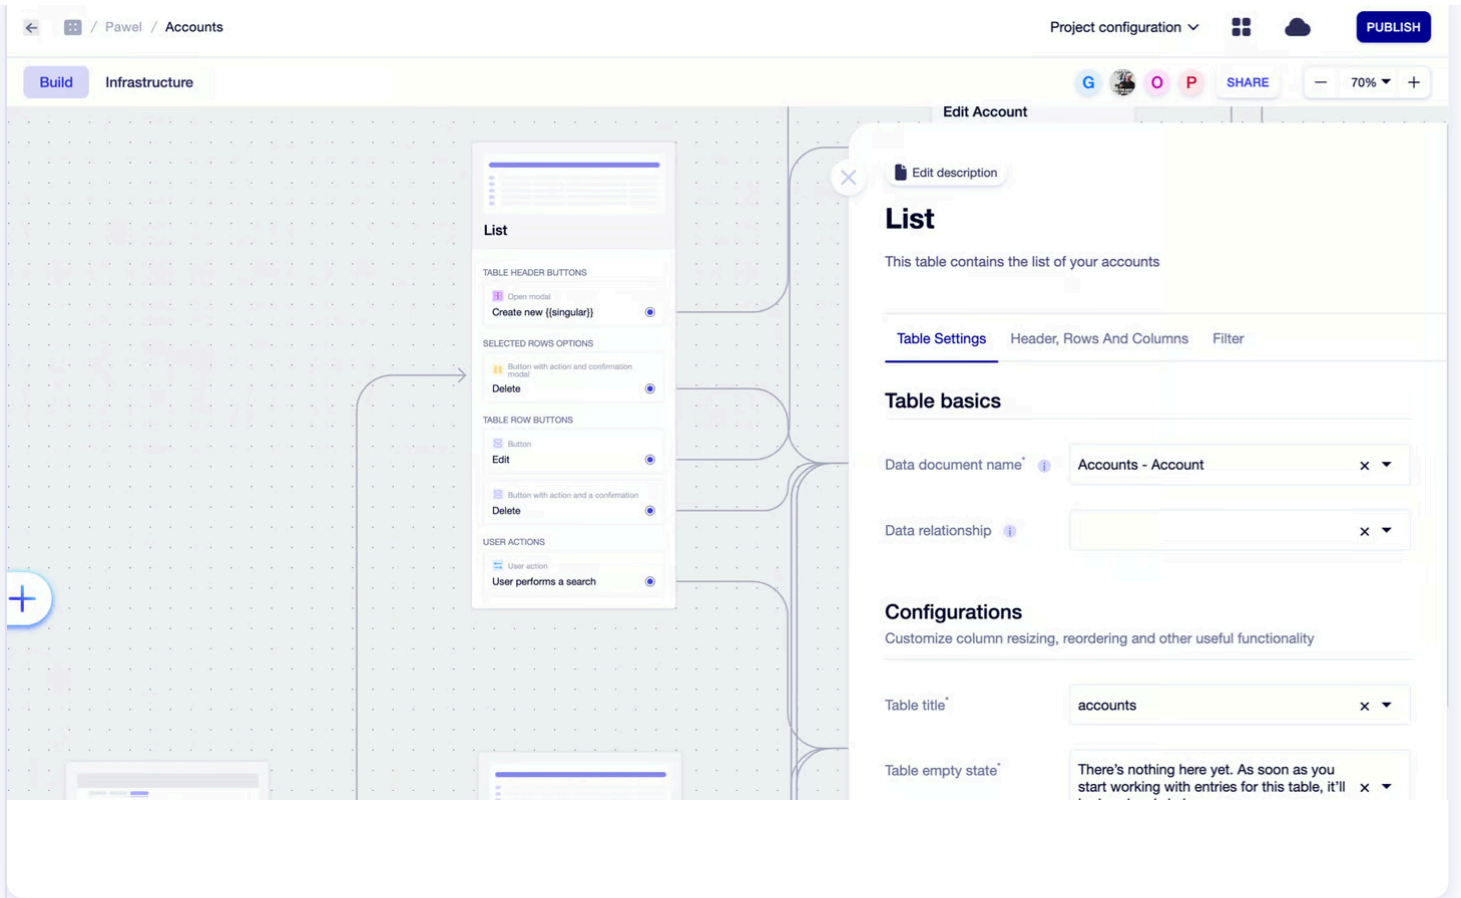 / Pawel / Accounts
Project configuration
PUBLISH
Build
Infrastructure
G
O
P
SHARE
70%
Edit Account
List
TABLE HEADER BUTTONS
Open modal
Create new {{singular}}
SELECTED ROWS OPTIONS
Button with action and confirmation
modal
Delete
TABLE ROW BUTTONS
Button
Edit
Button with action and a confirmation
Delete
USER ACTIONS
User action
User performs a search
Edit description
List
This table contains the list of your accounts
Table Settings
Header, Rows And Columns
Filter
Table basics
Data document name*
Accounts - Account
Data relationship
Configurations
Customize column resizing, reordering and other useful functionality
Table title*
accounts
Table empty state*
There's nothing here yet. As soon as you
start working with entries for this table, it'll